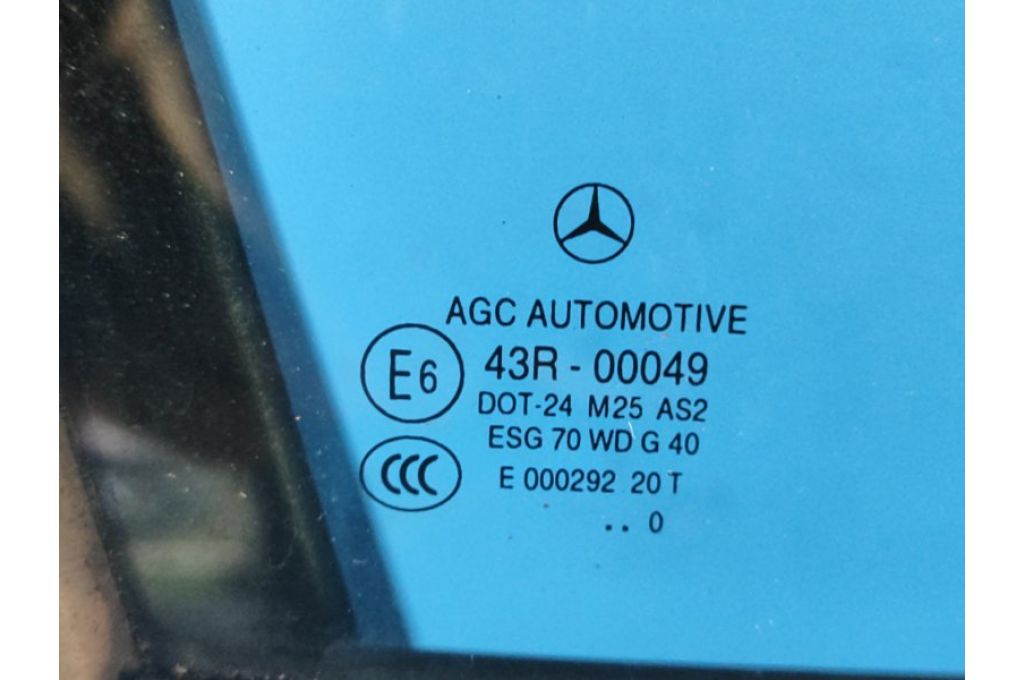 AGC AUTOMOTIVE
E6
43R - 00049
DOT-24 M25 AS2
ESG 70 WD G 40
CCC
E 000292 20 T
.. 0